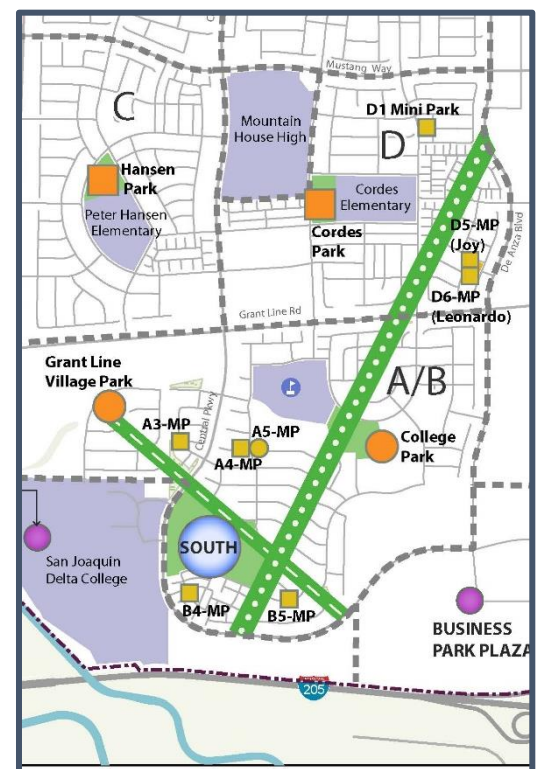 Mustang Way
C
Mountain
House High
D1 Mini Park
D
Hansen
Park
Peter Hansen
Elementary
Cordes
Elementary
Cordes
Park
D5-MP
(Joy)
De Anza Blvd
D6-MP
(Leonardo)
Grant Line Rd
Grant Line
Village Park
A/B
Central Pkwy
A3-MP
A5-MP
A4-MP
College
Park
SOUTH
San Joaquin
Delta College
B4-MP
B5-MP
BUSINESS
PARK PLAZA
205